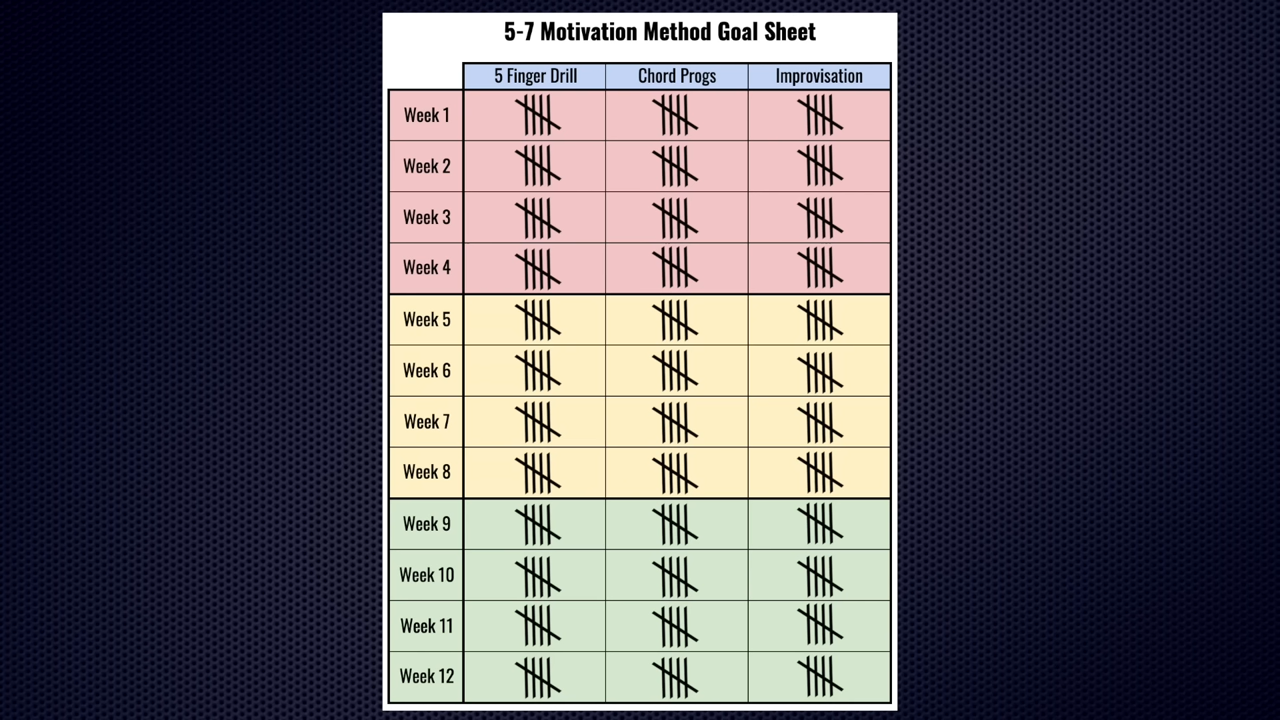 5-7 Motivation Method Goal Sheet
5 Finger Drill Chord Progs Improvisation
Week 1
Week 2
Week 3
Week 4
Week 5
Week 6
Week 7
Week 8
Week 9
Week 10
Week 11
Week 12